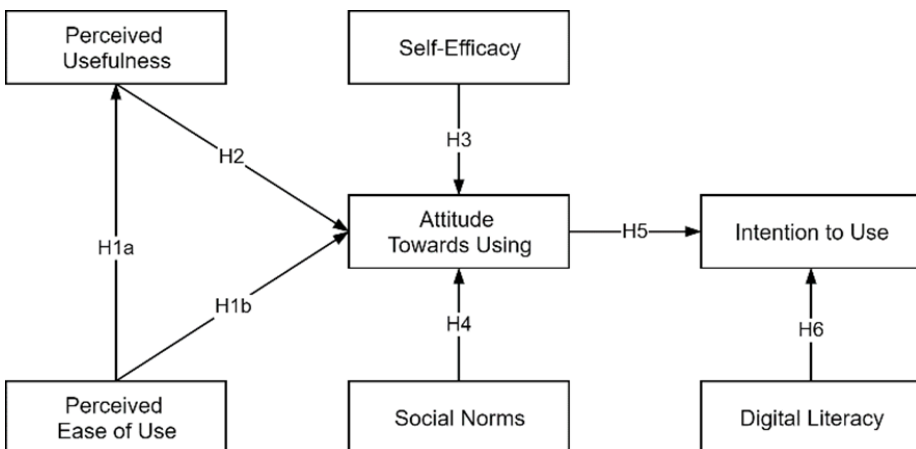 Perceived
Usefulness
Self-Efficacy
H3
H2
Attitude
Towards Using
H5
Intention to Use
H1a
H1b
H4
H6
Perceived
Ease of Use
Social Norms
Digital Literacy